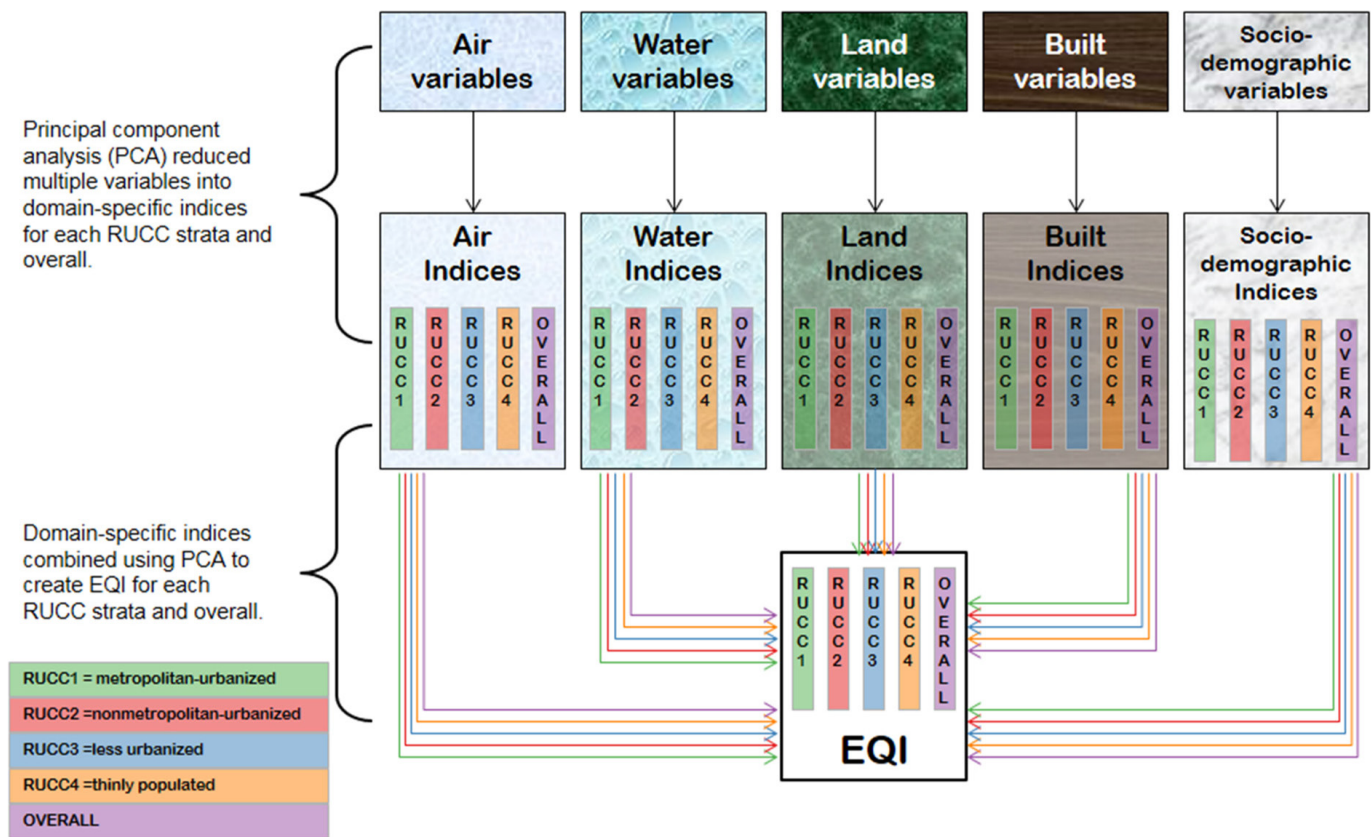 Air
variables
Water
variables
Land
variables
Built
variables
Socio-
demographic
variables
Principal component
analysis (PCA) reduced
multiple variables into
domain-specific indices
for each RUCC strata and
overall.
Air
Indices
RUCC1
RUCC2
RUCC3
RUCC4
OVERALL
Water
Indices
RUCC1
RUCC2
RUCC3
RUCC4
OVERALL
Land
Indices
RUCC1
RUCC2
RUCC3
RUCC4
OVERALL
Built
Indices
RUCC1
RUCC2
RUCC3
RUCC4
OVERALL
Socio-
demographic
Indices
RUCC1
RUCC2
RUCC3
RUCC4
OVERALL
Domain-specific indices
combined using PCA to
create EQI for each
RUCC strata and overall.
RUCC1
RUCC2
RUCC3
RUCC4
OVERALL
EQI
RUCC1 = metropolitan-urbanized
RUCC2 =nonmetropolitan-urbanized
RUCC3 =less urbanized
RUCC4 =thinly populated
OVERALL